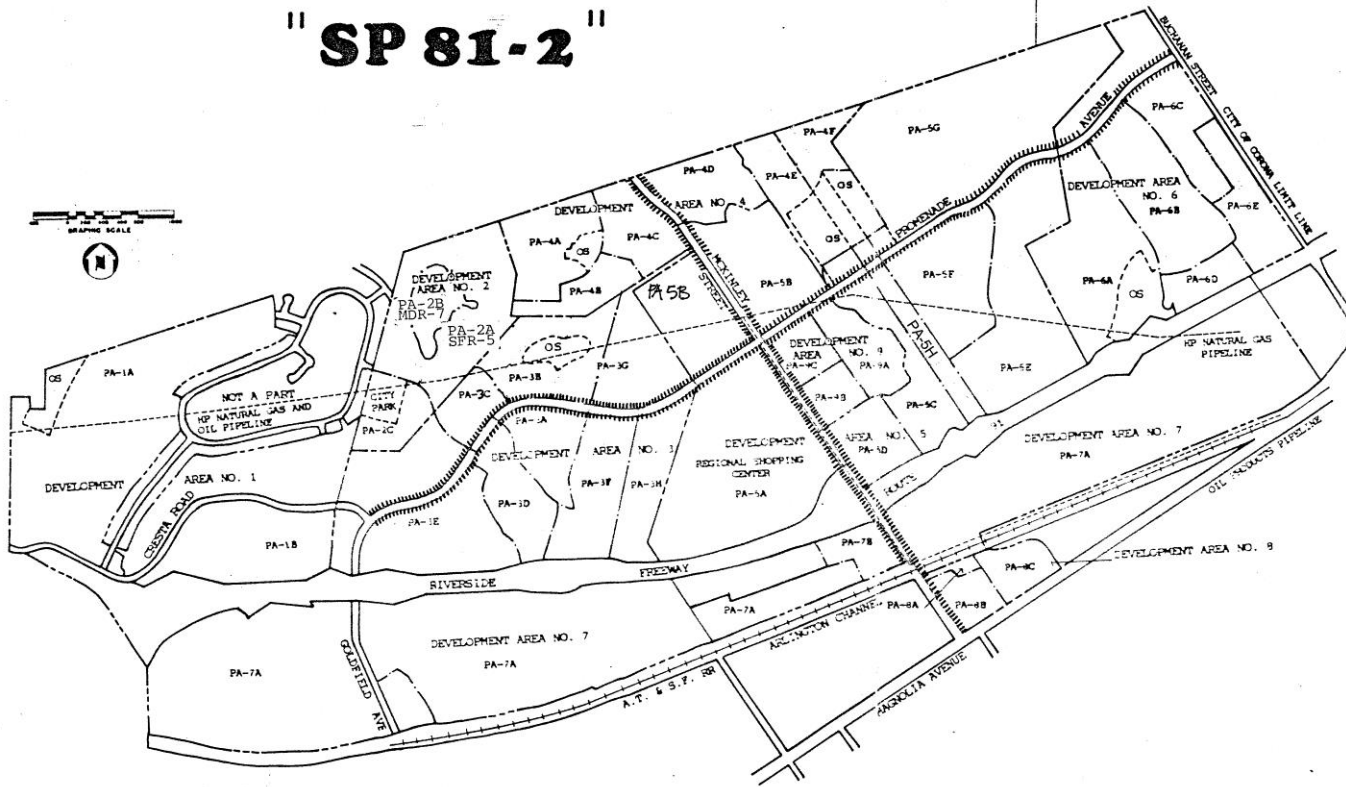 "SP 81-2"
BUCHANAN STREET
CITY OF CORONA LIMIT LINE
GRAPHIC SCALE
N
AVENUE
PA-6C
PA-4F
PA-5G
PA-4D
PA-4E
OS
DEVELOPMENT AREA
NO. 6
PA-6B
PA-6E
DEVELOPMENT
AREA NO. 4
PROMENADE
PA-4A
PA-4C
OS
OS
MCKINLEY
STREET
DEVELOPMENT
AREA NO. 2
PA-2B
MDR-7
PA-2A
SFR-5
PA-4B
PA-5B
PA-5B
PA-5F
PA-6A
PA-6D
OS
OS
PA-1A
NOT A PART
HP NATURAL GAS AND
OIL PIPELINE
CITY
PARK
PA-2C
PA-3C
PA-3B
OS
PA-3G
DEVELOPMENT
AREA NO. 9
PA-9C
PA-9A
PA-9B
PA-5H
PA-5E
HP NATURAL GAS
PIPELINE
PA-3A
PA-5C
DEVELOPMENT
AREA NO. 1
DEVELOPMENT AREA NO. 3
DEVELOPMENT
AREA NO. 5
REGIONAL SHOPPING
CENTER
PA-5A
PA-5D
91
DEVELOPMENT AREA NO. 7
PA-7A
CRESTA ROAD
PA-3D
PA-3F
PA-3H
ROUTE
OIL PRODUCTS PIPELINE
PA-1B
PA-3E
PA-7B
RIVERSIDE
FREEWAY
DEVELOPMENT AREA NO. 8
PA-8C
PA-7A
PA-8A
PA-8B
ARLINGTON CHANNEL
DEVELOPMENT AREA NO. 7
PA-7A
PA-7A
GOLDFIELD AVE
A.T. & S.F. RR
MAGNOLIA AVENUE